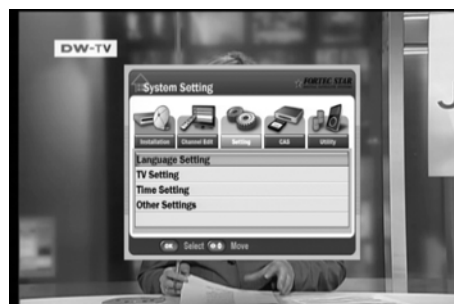 DW-TV
System Setting
FORTEC STAR
Installation
Channel Edit
Setting
CAS
Utility
Language Setting
TV Setting
Time Setting
Other Settings
OK Select Move